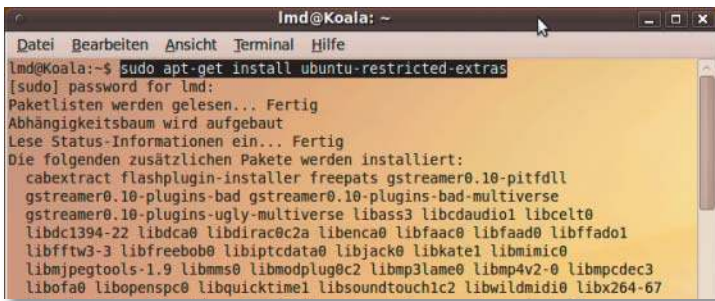 lmd@Koala: ~
Datei Bearbeiten Ansicht Terminal Hilfe
lmd@Koala:~$ sudo apt-get install ubuntu-restricted-extras
[sudo] password for lmd:
Paketlisten werden gelesen... Fertig
Abhängigkeitsbaum wird aufgebaut
Lese Status-Informationen ein... Fertig
Die folgenden zusätzlichen Pakete werden installiert:
cabextract flashplugin-installer freepats gstreamer0.10-pitfdll
gstreamer0.10-plugins-bad gstreamer0.10-plugins-bad-multiverse
gstreamer0.10-plugins-ugly-multiverse libass3 libcdaudio1 libcelt0
libdc1394-22 libdca0 libdirac0c2a libenca0 libfaac0 libfaad0 libffado1
libfftw3-3 libfreebob0 libiptcdata0 libjack0 libkate1 libmimic0
libmjpegtools-1.9 libmms0 libmodplug0c2 libmp3lame0 libmp4v2-0 libmpcdec3
libofa0 libopenspc0 libquicktime1 libsoundtouch1c2 libwildmidi0 libx264-67